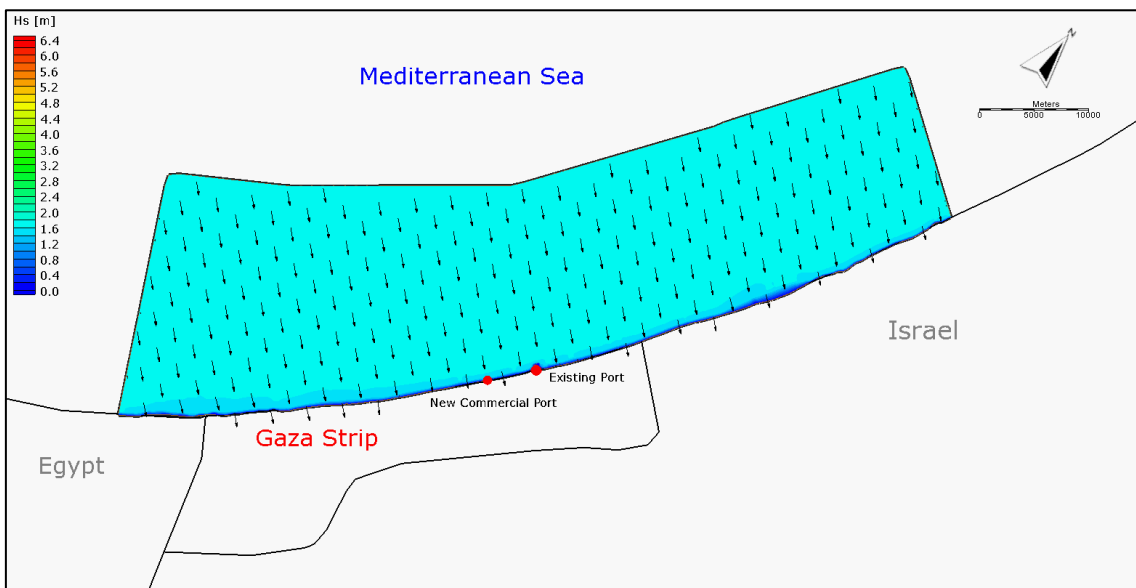 Hs [m]
6.4
6.0
5.6
5.2
4.8
4.4
4.0
3.6
3.2
2.8
2.4
2.0
1.6
1.2
0.8
0.4
0.0
Mediterranean Sea
N
Meters
0 5000 10000
Israel
Existing Port
New Commercial Port
Gaza Strip
Egypt